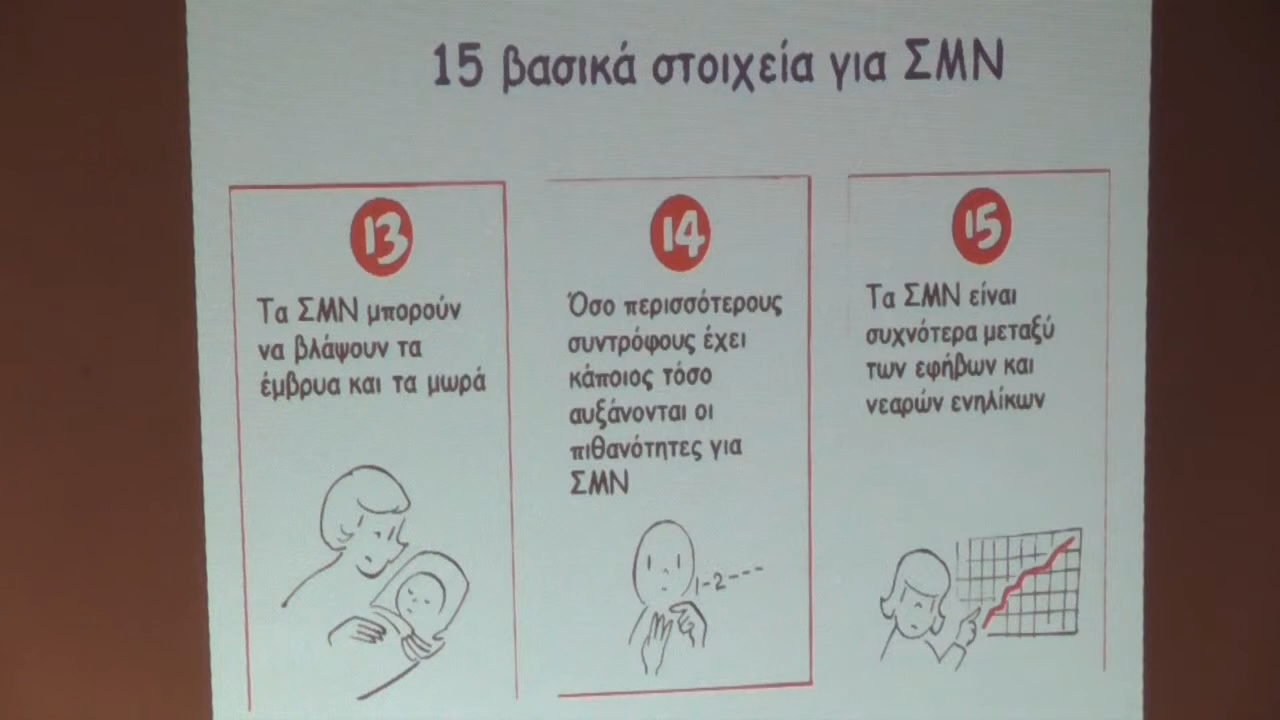 15 βασικά στοιχεία για ΣΜΝ
13
Τα ΣΜΝ μπορούν
να βλάψουν τα
έμβρυα και τα μωρά
14
Όσο περισσότερους
συντρόφους έχει
κάποιος τόσο
αυξάνονται οι
πιθανότητες για
ΣΜΝ
1-2---
15
Τα ΣΜΝ είναι
συχνότερα μεταξύ
των εφήβων και
νεαρών ενηλίκων